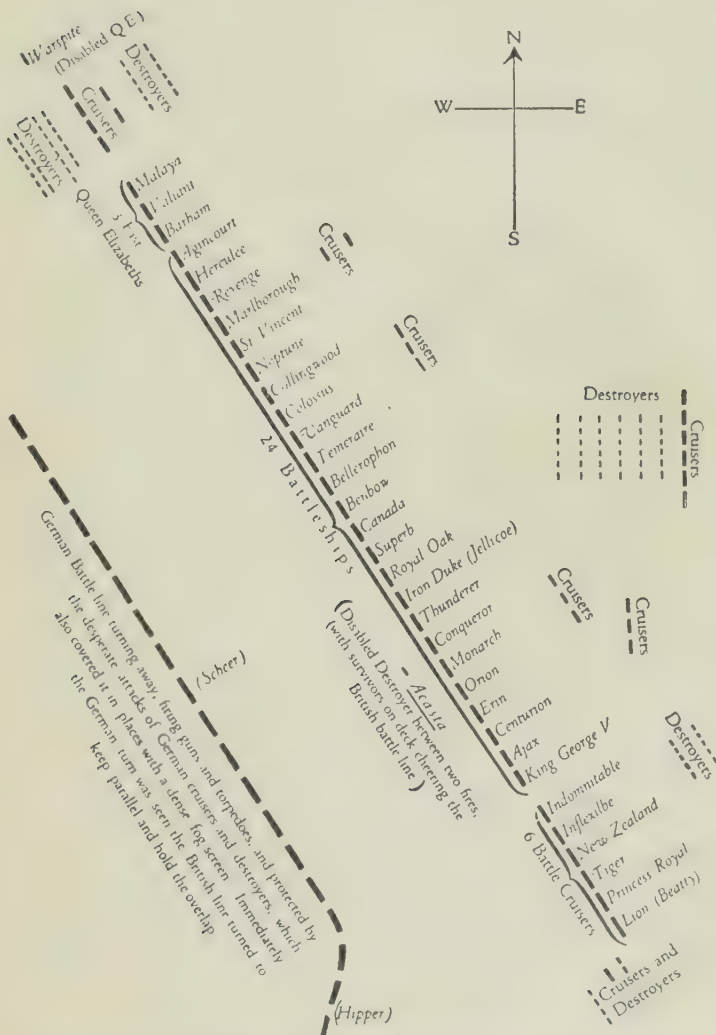 Warspite
(Disabled Q E)
Destroyers
Cruisers
Destroyers
N
W
E
S
Malaya
Valiant
Barham
Agincourt
Queen Elizabeths
Hercules
Revenge
Marlborough
St Vincent
Neptune
Collingwood
Colossus
Vanguard
Temeraire
Bellerophon
Benbow
Canada
Superb
Royal Oak
Iron Duke (Jellicoe)
Thunderer
Conqueror
Monarch
Orion
Erin
Centurion
Ajax
King George V
24 Battleships
Cruisers
Cruisers
Destroyers
Cruisers
Cruisers
Cruisers
Destroyers
Indomitable
Inflexilbe
New Zealand
Tiger
Princess Royal
Lion (Beatty)
6 Battle Cruisers
Cruisers and
Destroyers
Acasta
(Disabled Destroyer between two fires,
(with survivors on deck cheering the
British battle line)
(Scheer)
German Battle line turning away, firing guns and torpedoes, and protected by
the desperate attacks of German cruisers and destroyers, which
also covered it in places with a dense fog screen Immediately
the German turn was seen the British line turned to
keep parallel and hold the overlap
(Hipper)